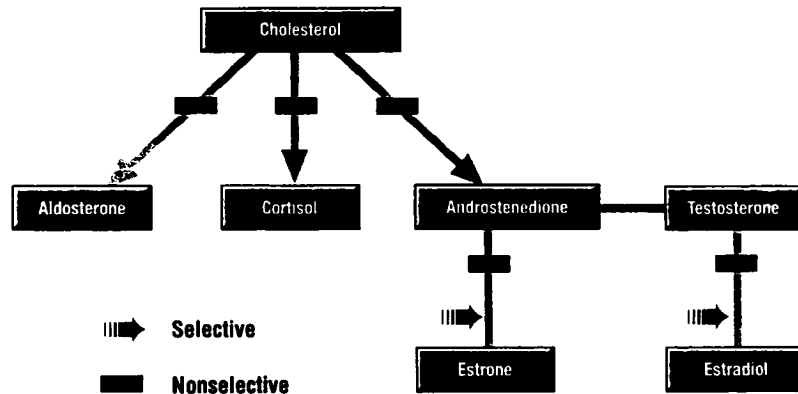 Cholesterol
Aldosterone
Cortisol
Androstenedione
Testosterone
Selective
Nonselective
Estrone
Estradiol